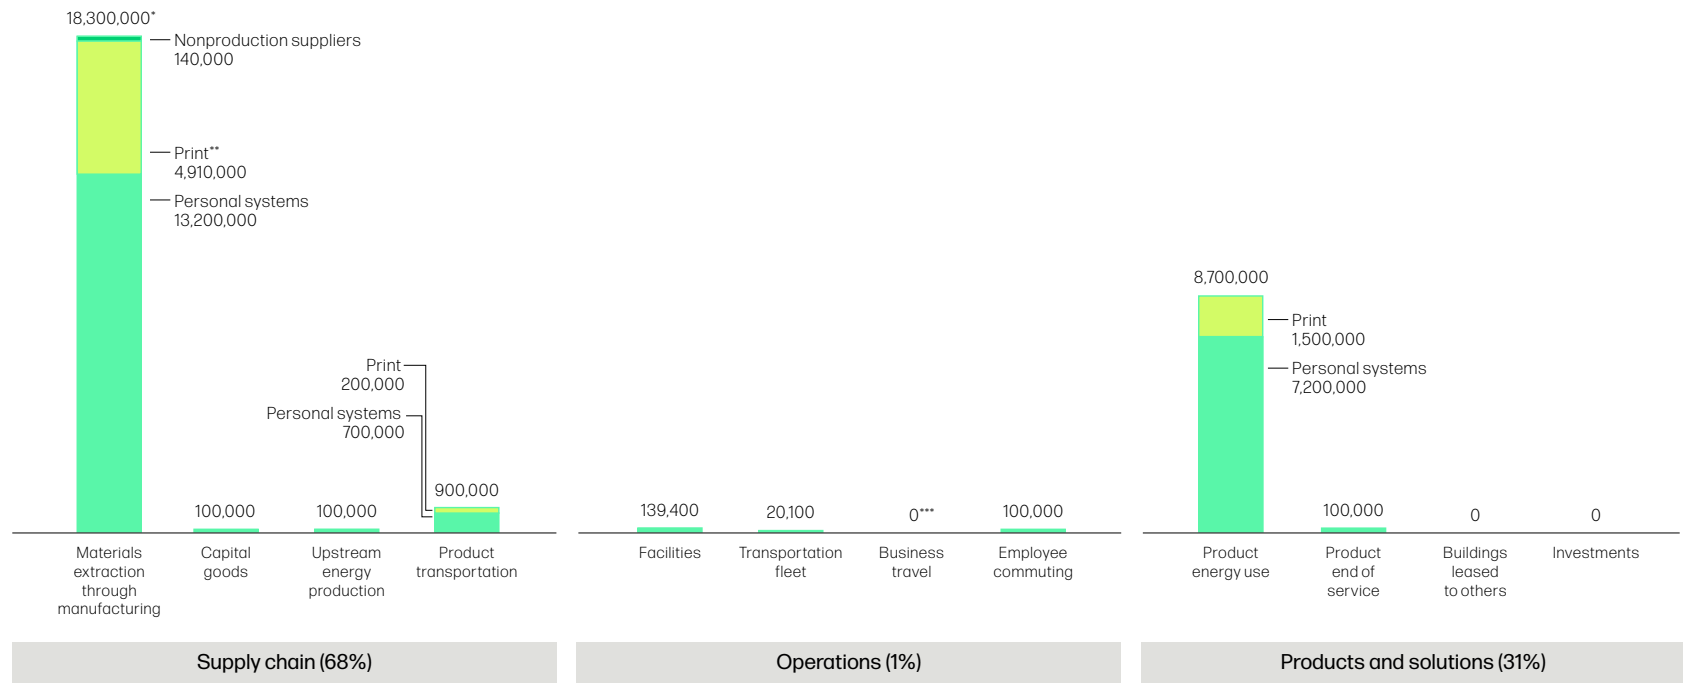 18,300,000*
Nonproduction suppliers
140,000
Print**
4,910,000
Personal systems
13,200,000
100,000
100,000
Print
200,000
Personal systems
700,000
900,000
Materials
extraction
through
manufacturing
Capital
goods
Upstream
energy
production
Product
transportation
Supply chain (68%)
139,400
20,100
0***
100,000
Facilities
Transportation
fleet
Business
travel
Employee
commuting
Operations (1%)
8,700,000
Print
1,500,000
Personal systems
7,200,000
100,000
0
0
Product
energy use
Product
end of
service
Buildings
leased
to others
Investments
Products and solutions (31%)